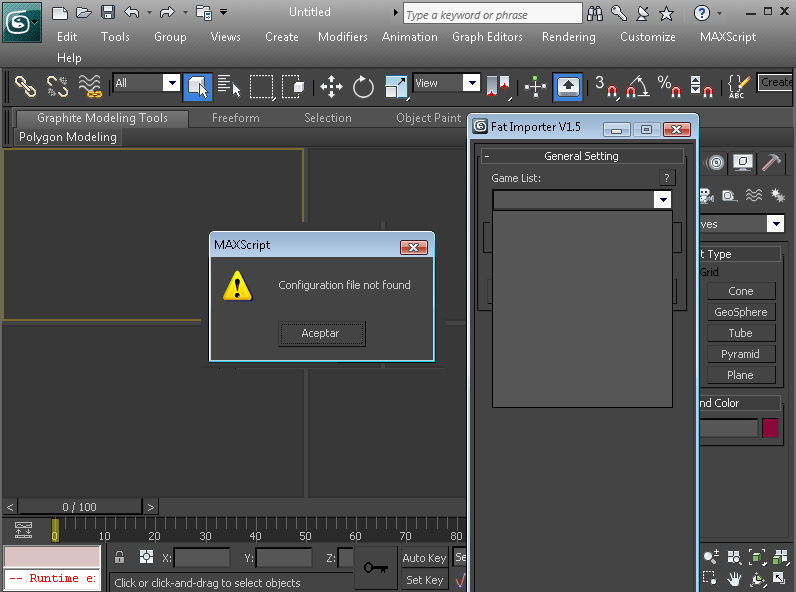 Untitled
Type a keyword or phrase
Edit Tools Group Views Create Modifiers Animation Graph Editors Rendering Customize MAXScript
Help
All
View
3
%
ABC
Create
Graphite Modeling Tools Freeform Selection Object Paint
Polygon Modeling
Fat Importer V1.5
- General Setting
Game List: ?
MAXScript
Configuration file not found
Aceptar
ves
t Type
Grid
Cone
GeoSphere
Tube
Pyramid
Plane
nd Color
< 0 / 100 >
0 10 20 30 40 50 60 70 80
X: Y: Z:
Auto Key Se
Set Key
-- Runtime e:
Click or click-and-drag to select objects